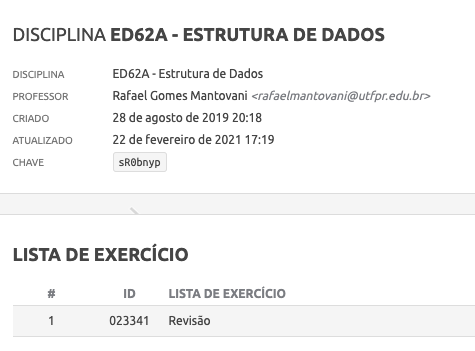 DISCIPLINA ED62A - ESTRUTURA DE DADOS
DISCIPLINA ED62A - Estrutura de Dados
PROFESSOR Rafael Gomes Mantovani <rafaelmantovani@utfpr.edu.br>
CRIADO 28 de agosto de 2019 20:18
ATUALIZADO 22 de fevereiro de 2021 17:19
CHAVE sR0bnyp
LISTA DE EXERCÍCIO
# ID LISTA DE EXERCÍCIO
1 023341 Revisão